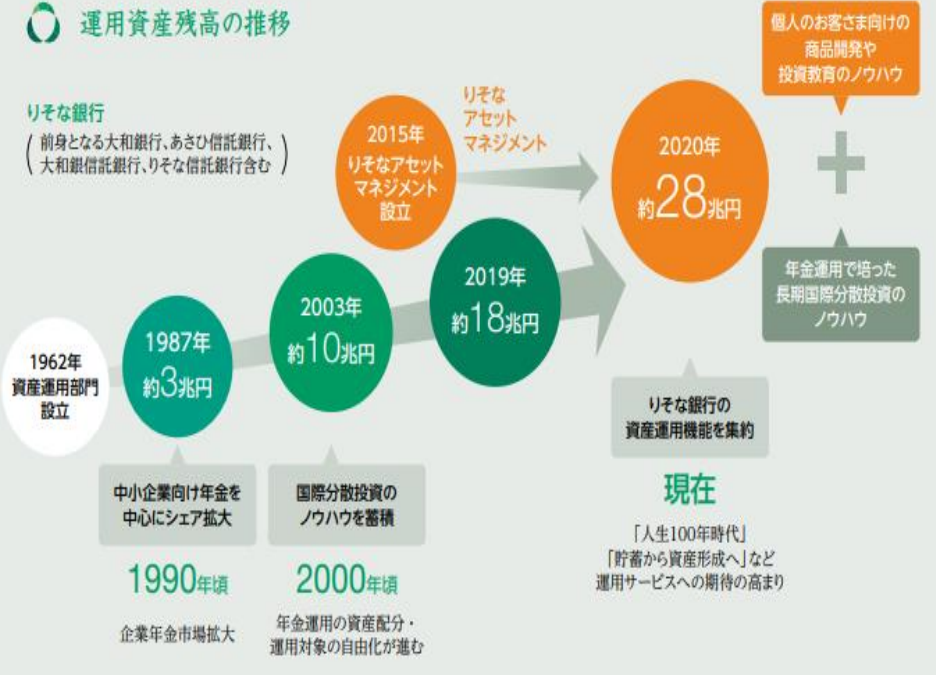 運用資産残高の推移
りそな銀行
(前身となる大和銀行、あさひ信託銀行、
大和銀信託銀行、りそな信託銀行含む)
1962年
資産運用部門
設立
1987年
約3兆円
2003年
約10兆円
2019年
約18兆円
2015年
りそなアセット
マネジメント
設立
りそな
アセット
マネジメント
2020年
約28兆円
個人のお客さま向けの
商品開発や
投資教育のノウハウ
+
年金運用で培った
長期国際分散投資の
ノウハウ
中小企業向け年金を
中心にシェア拡大
1990年頃
企業年金市場拡大
国際分散投資の
ノウハウを蓄積
2000年頃
年金運用の資産配分・
運用対象の自由化が進む
りそな銀行の
資産運用機能を集約
現在
「人生100年時代」
「貯蓄から資産形成へ」など
運用サービスへの期待の高まり